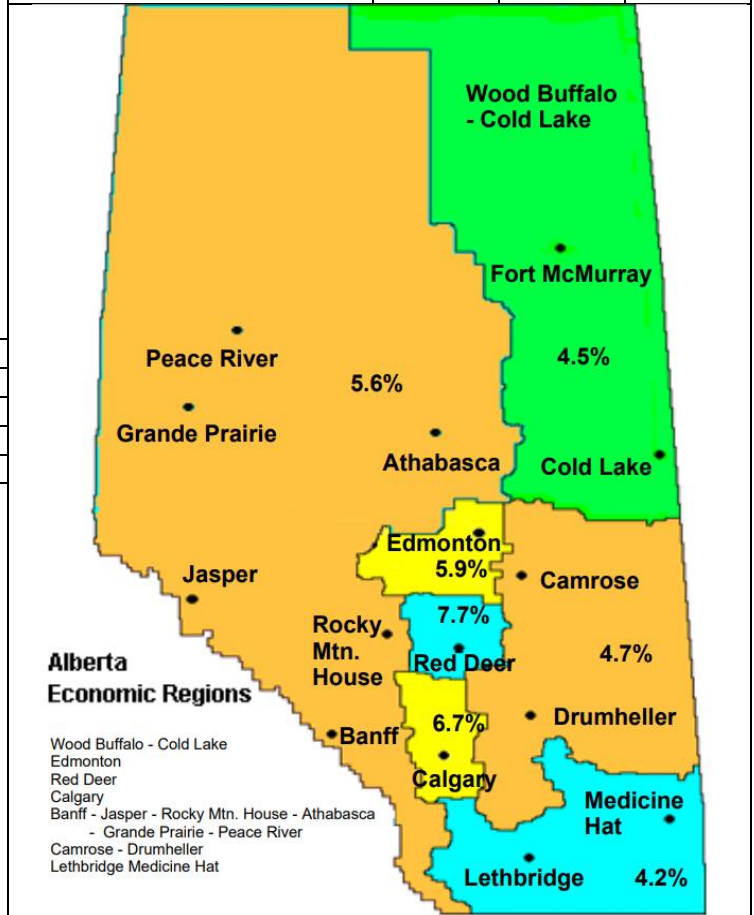 Wood Buffalo
- Cold Lake
Fort McMurray
4.5%
Peace River
5.6%
Grande Prairie
Athabasca
Cold Lake
Edmonton
5.9%
Jasper
Camrose
7.7%
Rocky
Mtn.
House
Red Deer
4.7%
Alberta
Economic Regions
6.7%
Drumheller
Banff
Calgary
Wood Buffalo - Cold Lake
Edmonton
Red Deer
Calgary
Banff - Jasper - Rocky Mtn. House - Athabasca
- Grande Prairie - Peace River
Camrose - Drumheller
Lethbridge Medicine Hat
Medicine
Hat
Lethbridge
4.2%